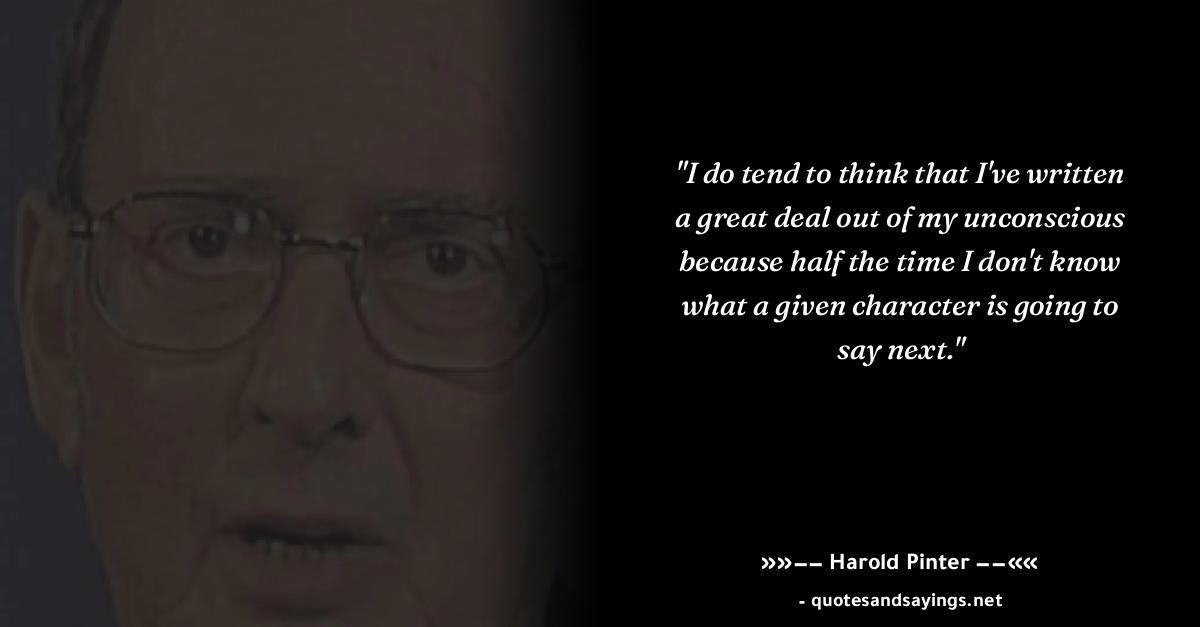 "I do tend to think that I've written
a great deal out of my unconscious
because half the time I don't know
what a given character is going to
say next."
»»−− Harold Pinter −−««
- quotesandsayings.net